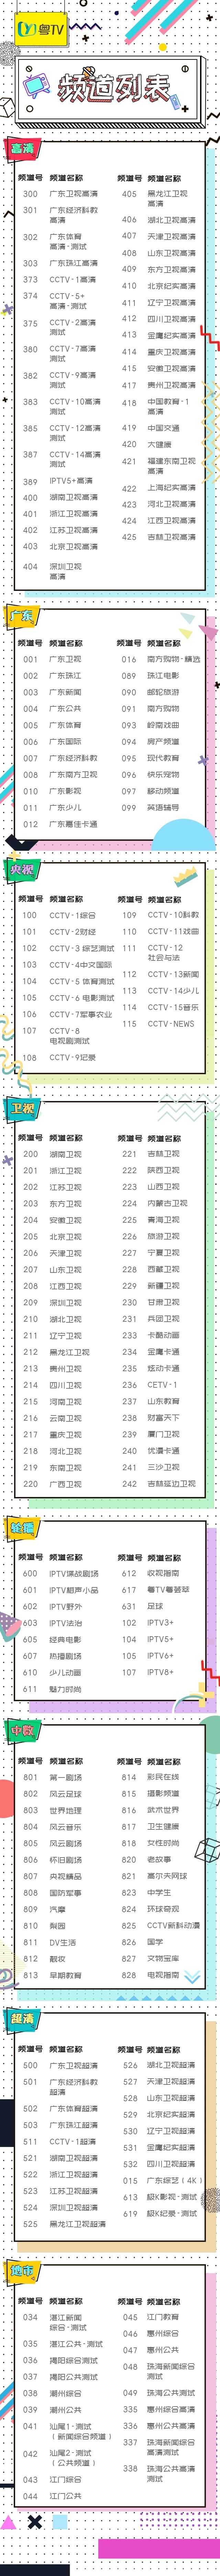 粤TV
频道列表
高清
频道号 频道名称
300 广东卫视高清
301 广东经济科教
高清
302 广东体育
高清-测试
303 广东珠江高清
373 CCTV-1高清
374 CCTV-5+
高清-测试
375 CCTV-2高清
测试
380 CCTV-7高清
测试
382 CCTV-9高清
测试
383 CCTV-10高清
测试
385 CCTV-12高清
测试
387 CCTV-14高清
测试
389 IPTV5+高清
400 湖南卫视高清
401 浙江卫视高清
402 江苏卫视高清
403 北京卫视高清
404 深圳卫视
高清
频道号 频道名称
405 黑龙江卫视
高清
406 湖北卫视高清
407 天津卫视高清
408 山东卫视高清
409 东方卫视高清
410 北京纪实高清
411 辽宁卫视高清
412 四川卫视高清
413 金鹰纪实高清
414 重庆卫视高清
415 安徽卫视高清
417 贵州卫视高清
418 中国教育-1
高清
419 中国交通
420 大健康
421 福建东南卫视
高清
422 上海纪实高清
423 河北卫视高清
424 江西卫视高清
425 吉林卫视高清
广东
频道号 频道名称
001 广东卫视
002 广东珠江
003 广东新闻
004 广东公共
005 广东体育
006 广东国际
007 广东经济科教
008 广东南方卫视
010 广东影视
011 广东少儿
012 广东嘉佳卡通
频道号 频道名称
016 南方购物-精选
089 珠江电影
090 邮轮旅游
091 南方购物
093 岭南戏曲
094 房产频道
095 现代教育
096 快乐宠物
097 移动频道
099 英语辅导
央视
频道号 频道名称
100 CCTV-1综合
101 CCTV-2财经
102 CCTV-3 综艺测试
103 CCTV-4中文国际
104 CCTV-5 体育测试
105 CCTV-6 电影测试
106 CCTV-7军事农业
107 CCTV-8
电视剧测试
108 CCTV-9纪录
频道号 频道名称
109 CCTV-10科教
110 CCTV-11戏曲
111 CCTV-12
社会与法
112 CCTV-13新闻
113 CCTV-14少儿
114 CCTV-15音乐
115 CCTV-NEWS
卫视
频道号 频道名称
200 湖南卫视
201 浙江卫视
202 江苏卫视
203 东方卫视
204 安徽卫视
205 北京卫视
206 天津卫视
207 山东卫视
208 江西卫视
209 深圳卫视
210 湖北卫视
211 辽宁卫视
212 黑龙江卫视
213 贵州卫视
214 四川卫视
215 河南卫视
216 云南卫视
217 重庆卫视
218 河北卫视
219 东南卫视
220 广西卫视
频道号 频道名称
221 吉林卫视
222 陕西卫视
223 山西卫视
224 内蒙古卫视
225 青海卫视
226 旅游卫视
227 宁夏卫视
228 西藏卫视
229 新疆卫视
230 甘肃卫视
231 兵团卫视
233 卡酷动画
234 金鹰卡通
235 炫动卡通
236 CETV-1
237 山东教育
238 财富天下
239 厦门卫视
240 优漫卡通
241 三沙卫视
242 吉林延边卫视
轮播
频道号 频道名称
600 IPTV谍战剧场
601 IPTV相声小品
602 IPTV野外
603 IPTV法治
605 经典电影
607 热播剧场
610 少儿动画
611 魅力时尚
频道号 频道名称
612 收视指南
617 粤TV粤荟萃
631 足球
102 IPTV3+
104 IPTV5+
105 IPTV6+
107 IPTV8+
中数
频道号 频道名称
801 第一剧场
802 风云足球
803 世界地理
804 风云音乐
805 风云剧场
806 怀旧剧场
807 央视精品
808 国防军事
809 汽摩
810 梨园
811 DV生活
812 靓妆
813 早期教育
频道号 频道名称
814 彩民在线
815 摄影频道
816 武术世界
817 卫生健康
818 女性时尚
820 老故事
821 高尔夫网球
823 中学生
824 环球奇观
825 CCTV新科动漫
826 国学
827 文物宝库
828 电视指南
超清
频道号 频道名称
500 广东卫视超清
501 广东经济科教
超清
502 广东体育超清
503 广东珠江超清
511 CCTV-1超清
521 湖南卫视超清
522 浙江卫视超清
523 江苏卫视超清
524 深圳卫视超清
525 黑龙江卫视超清
526 湖北卫视超清
527 天津卫视超清
528 山东卫视超清
529 北京纪实超清
530 辽宁卫视超清
531 金鹰纪实超清
532 四川卫视超清
015 广东综艺(4K)
613 极K影视-测试
619 极K纪录-测试
地市
频道号 频道名称
034 湛江新闻
综合-测试
035 湛江公共-测试
036 揭阳综合测试
037 揭阳公共测试
038 潮州综合
039 潮州公共
041 汕尾1-测试
(新闻综合频道)
042 汕尾2-测试
(公共频道)
043 江门综合
044 江门公共
频道号 频道名称
045 江门教育
046 惠州综合
047 惠州公共
048 珠海新闻综合
测试
049 珠海公共测试
335 惠州综合高清
336 惠州公共高清
337 珠海新闻综合
高清测试
338 珠海公共高清
测试